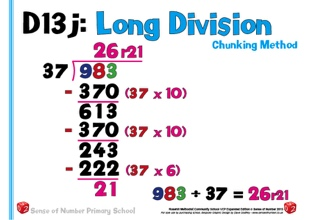 D13j: Long Division
Chunking Method
26r21
37 983
- 370 (37 x 10)
613
- 370 (37 x 10)
243
- 222 (37 x 6)
21
983 ÷ 37 = 26r21
Sense of Number Primary School